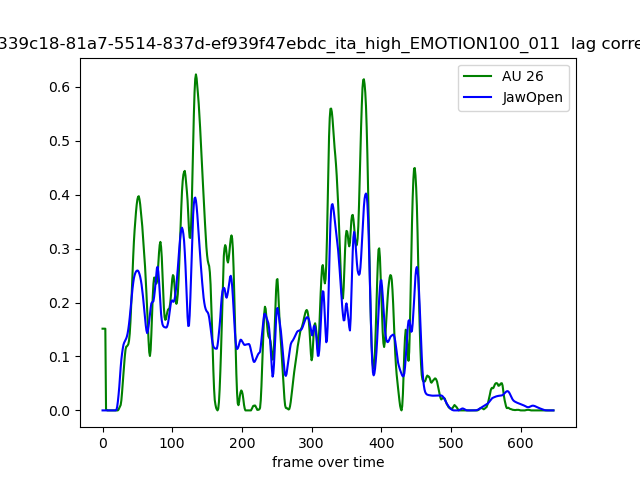 339c18-81a7-5514-837d-ef939f47ebdc_ita_high_EMOTION100_011 lag corre
AU 26
JawOpen
0.6
0.5
0.4
0.3
0.2
0.1
0.0
0 100 200 300 400 500 600
frame over time